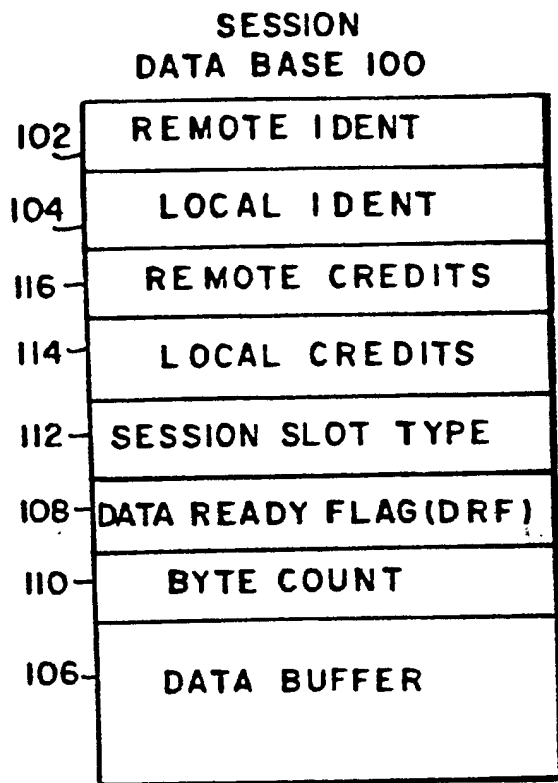 SESSION
DATA BASE 100
102 REMOTE IDENT
104 LOCAL IDENT
116 REMOTE CREDITS
114 LOCAL CREDITS
112 SESSION SLOT TYPE
108 DATA READY FLAG(DRF)
110 BYTE COUNT
106 DATA BUFFER